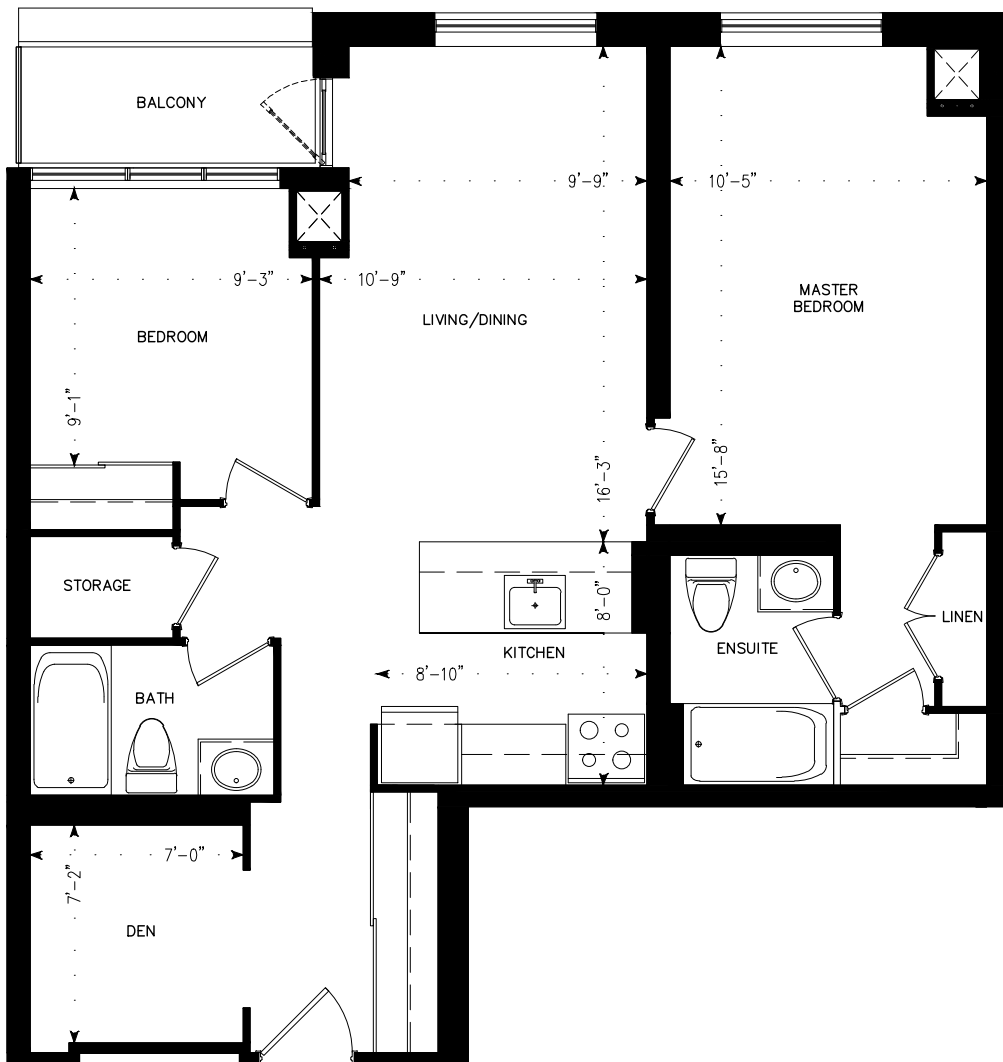 BALCONY
9'-9"
10'-5"
9'-3"
10'-9"
MASTER
BEDROOM
LIVING/DINING
BEDROOM
9'-1"
15'-8"
16'-3"
STORAGE
8'-0"
LINEN
ENSUITE
KITCHEN
8'-10"
BATH
7'-0"
7'-2"
DEN